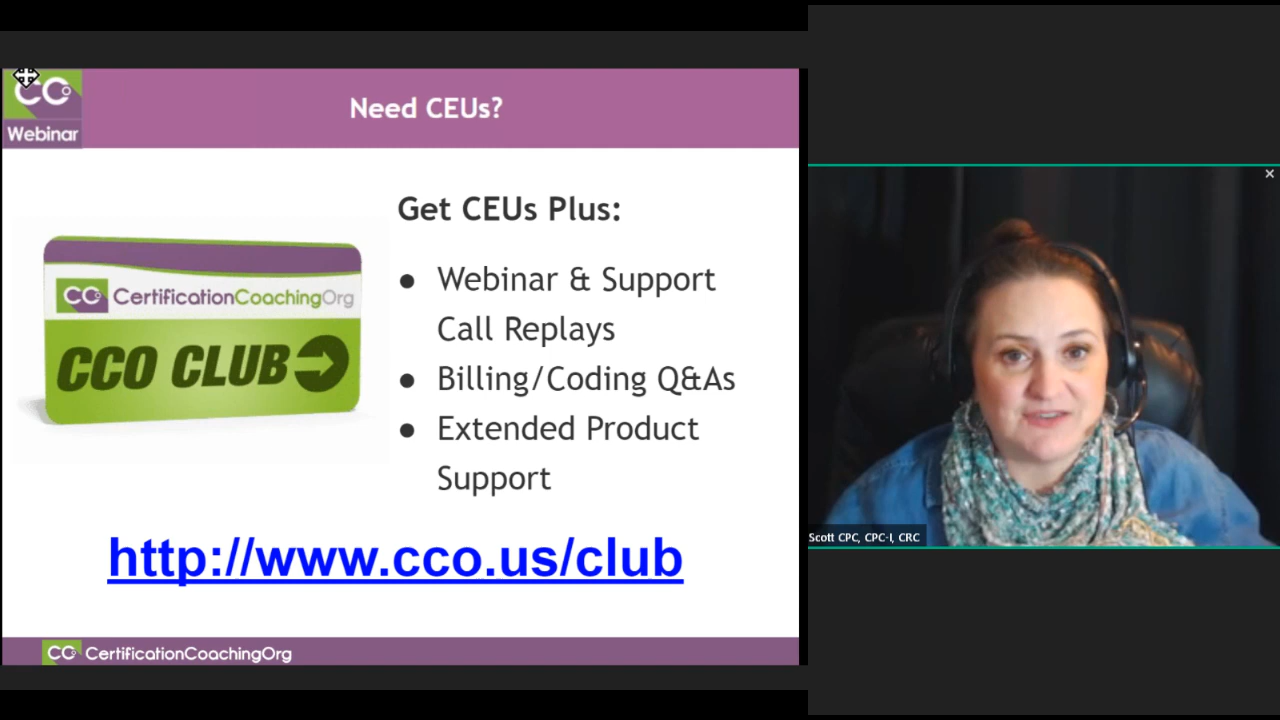 CC
Webinar
Need CEUs?
Get CEUs Plus:
● Webinar & Support
Call Replays
● Billing/Coding Q&As
● Extended Product
Support
CC CertificationCoachingOrg
CCO CLUB
http://www.cco.us/club
CC CertificationCoachingOrg
Scott CPC, CPC-I, CRC